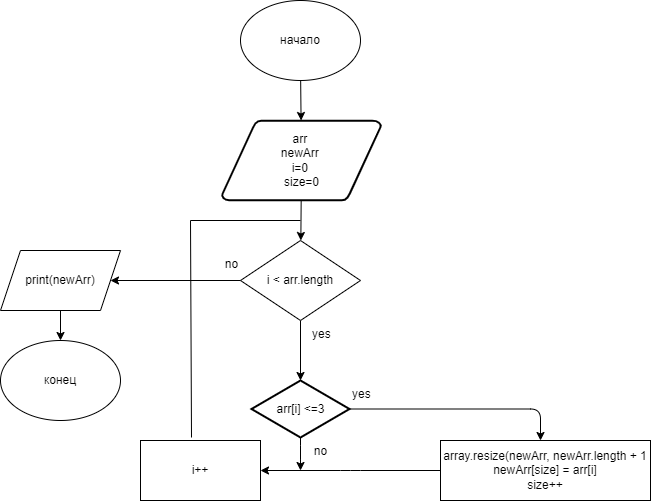 начало
arr
newArr
i=0
size=0
i < arr.length
no
print(newArr)
yes
конец
arr[i] <=3
yes
no
i++
array.resize(newArr, newArr.length + 1
newArr[size] = arr[i]
size++